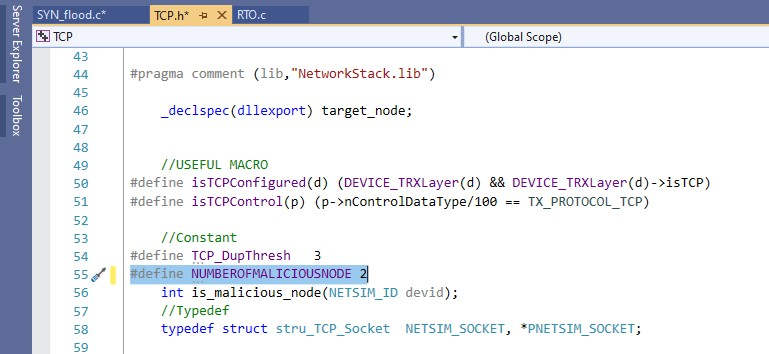 Server Explorer
Toolbox
SYN_flood.c*
TCP.h*
RTO.c
TCP
(Global Scope)
43
44 #pragma comment (lib,"NetworkStack.lib")
45
46 _declspec(dllexport) target_node;
47
48
49 //USEFUL MACRO
50 #define isTCPConfigured(d) (DEVICE_TRXLayer(d) && DEVICE_TRXLayer(d)->isTCP)
51 #define isTCPControl(p) (p->nControlDataType/100 == TX_PROTOCOL_TCP)
52
53 //Constant
54 #define TCP_DupThresh 3
55 #define NUMBEROFMALICIOUSNODE 2
56 int is_malicious_node(NETSIM_ID devid);
57 //Typedef
58 typedef struct stru_TCP_Socket NETSIM_SOCKET, *PNETSIM_SOCKET;
59